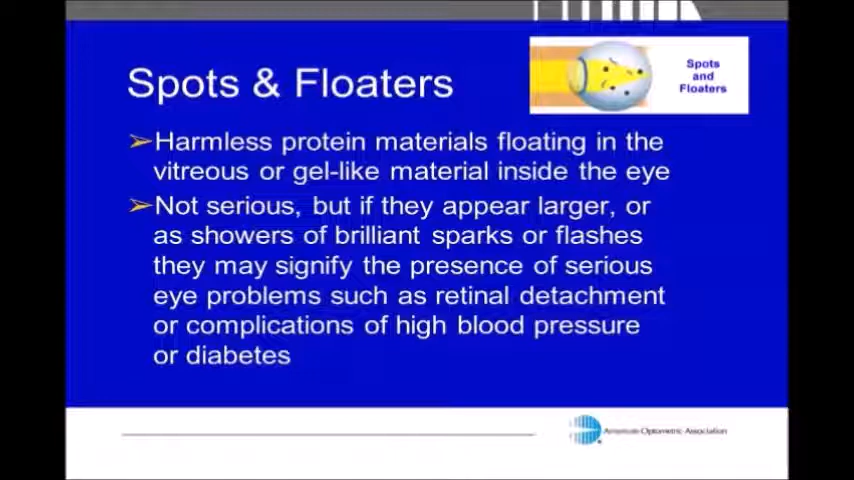 Spots & Floaters
Spots
and
Floaters
➢Harmless protein materials floating in the
vitreous or gel-like material inside the eye
➢Not serious, but if they appear larger, or
as showers of brilliant sparks or flashes
they may signify the presence of serious
eye problems such as retinal detachment
or complications of high blood pressure
or diabetes
American Optometric Association